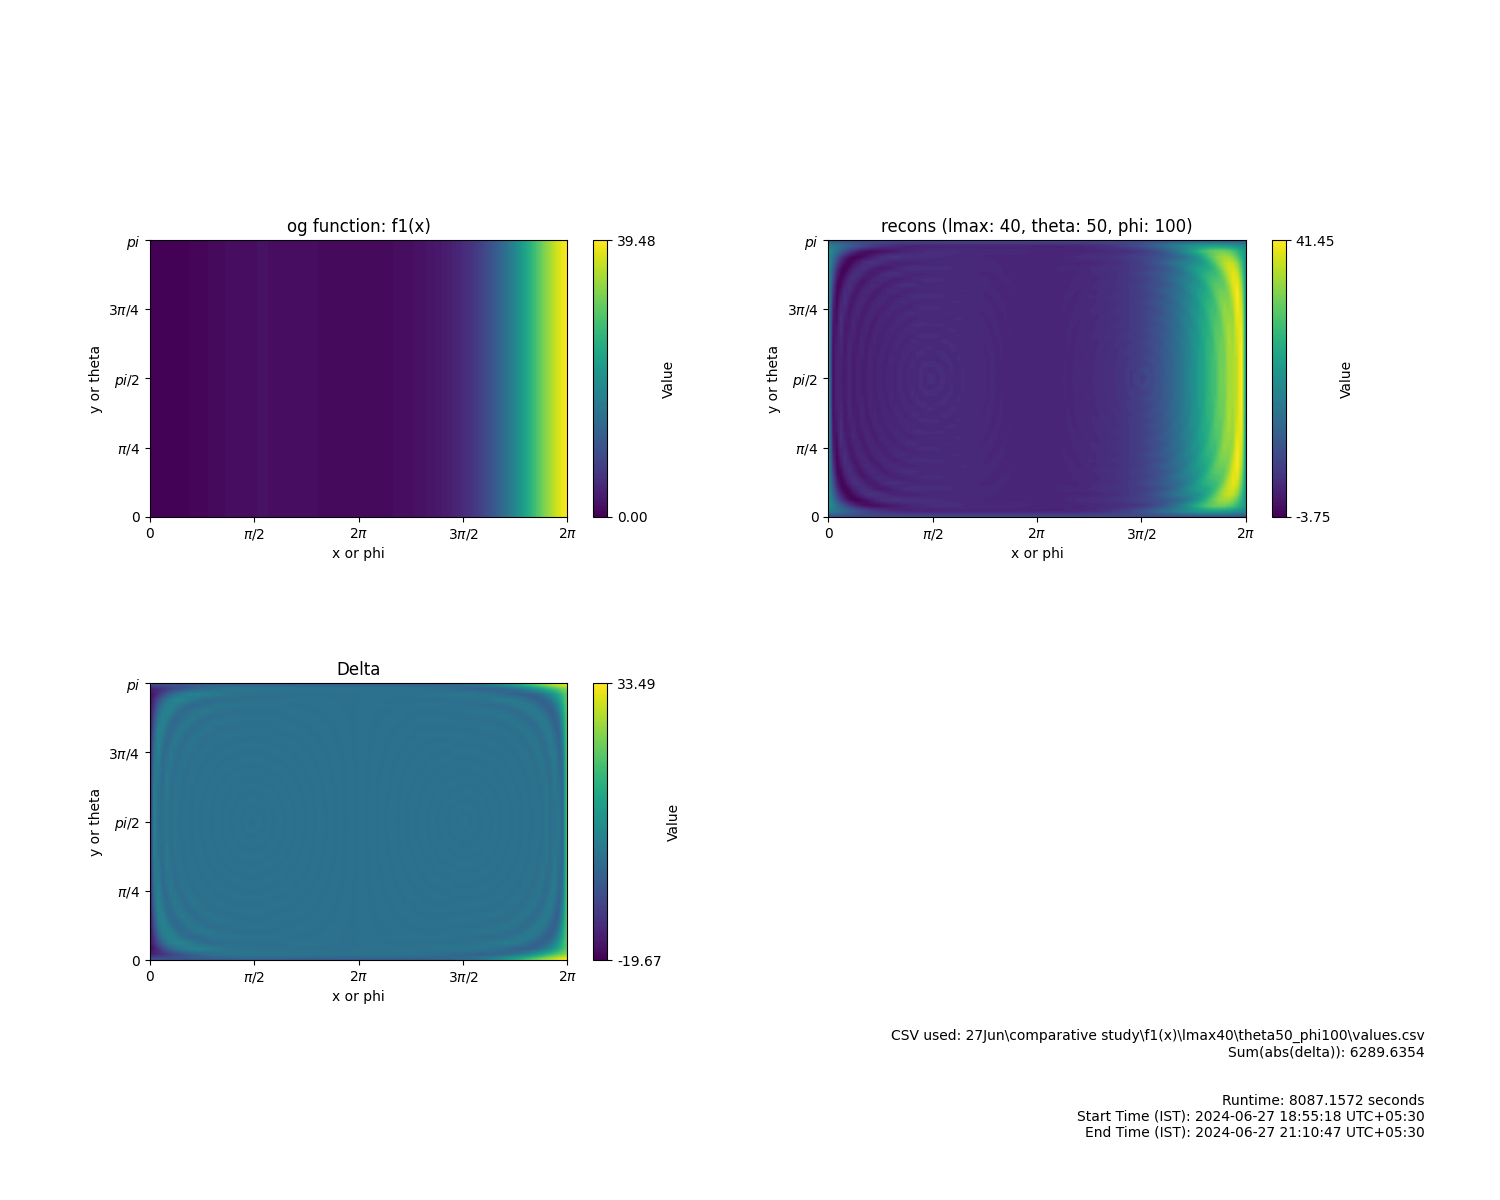 og function: f1(x)
pi
3π/4
pi/2
π/4
0
y or theta
0 π/2 2π 3π/2 2π
x or phi
39.48
0.00
Value
recons (lmax: 40, theta: 50, phi: 100)
pi
3π/4
pi/2
π/4
0
y or theta
0 π/2 2π 3π/2 2π
x or phi
41.45
-3.75
Value
Delta
pi
3π/4
pi/2
π/4
0
y or theta
0 π/2 2π 3π/2 2π
x or phi
33.49
-19.67
Value
CSV used: 27Jun\comparative study\f1(x)\lmax40\theta50_phi100\values.csv
Sum(abs(delta)): 6289.6354
Runtime: 8087.1572 seconds
Start Time (IST): 2024-06-27 18:55:18 UTC+05:30
End Time (IST): 2024-06-27 21:10:47 UTC+05:30